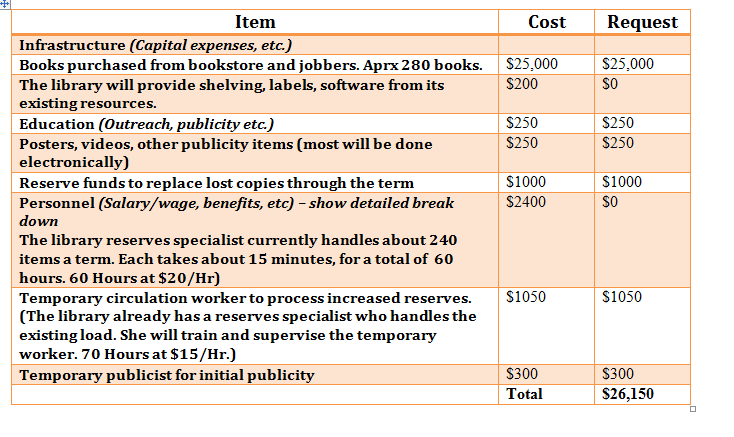 Item Cost Request
Infrastructure (Capital expenses, etc.)
Books purchased from bookstore and jobbers. Aprx 280 books. $25,000 $25,000
The library will provide shelving, labels, software from its $200 $0
existing resources.
Education (Outreach, publicity etc.) $250 $250
Posters, videos, other publicity items (most will be done $250 $250
electronically)
Reserve funds to replace lost copies through the term $1000 $1000
Personnel (Salary/wage, benefits, etc) – show detailed break $2400 $0
down
The library reserves specialist currently handles about 240
items a term. Each takes about 15 minutes, for a total of 60
hours. 60 Hours at $20/Hr)
Temporary circulation worker to process increased reserves. $1050 $1050
(The library already has a reserves specialist who handles the
existing load. She will train and supervise the temporary
worker. 70 Hours at $15/Hr.)
Temporary publicist for initial publicity $300 $300
Total $26,150